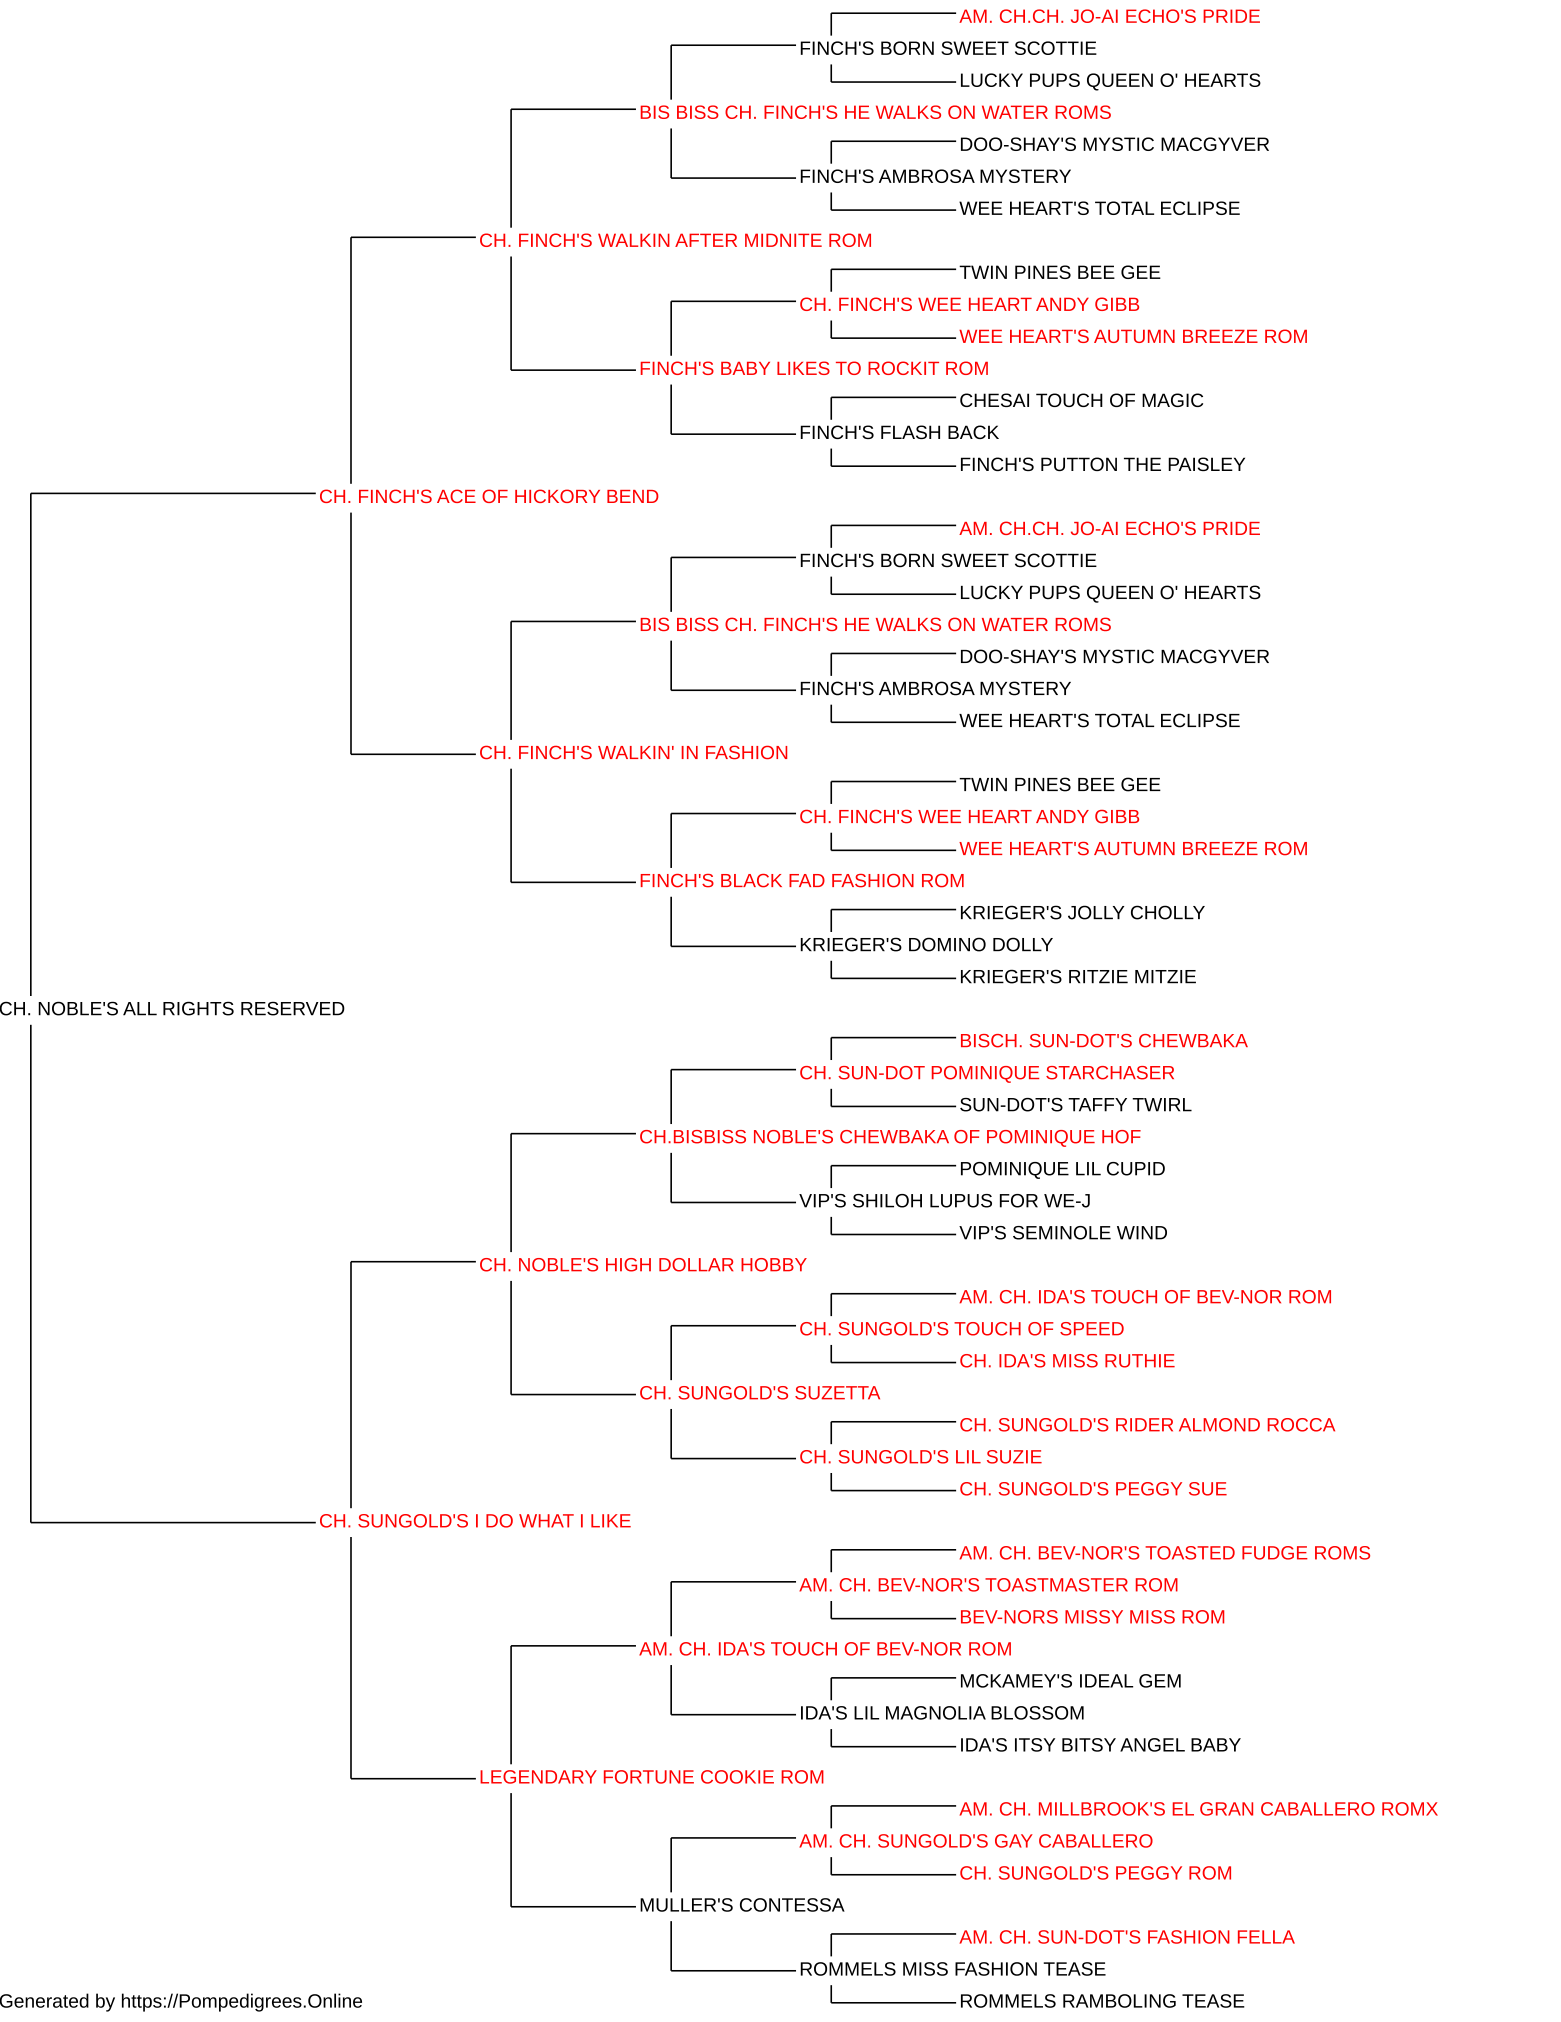 AM. CH.CH. JO-AI ECHO'S PRIDE
FINCH'S BORN SWEET SCOTTIE
LUCKY PUPS QUEEN O' HEARTS
BIS BISS CH. FINCH'S HE WALKS ON WATER ROMS
DOO-SHAY'S MYSTIC MACGYVER
FINCH'S AMBROSA MYSTERY
WEE HEART'S TOTAL ECLIPSE
CH. FINCH'S WALKIN AFTER MIDNITE ROM
TWIN PINES BEE GEE
CH. FINCH'S WEE HEART ANDY GIBB
WEE HEART'S AUTUMN BREEZE ROM
FINCH'S BABY LIKES TO ROCKIT ROM
CHESAI TOUCH OF MAGIC
FINCH'S FLASH BACK
FINCH'S PUTTON THE PAISLEY
CH. FINCH'S ACE OF HICKORY BEND
AM. CH.CH. JO-AI ECHO'S PRIDE
FINCH'S BORN SWEET SCOTTIE
LUCKY PUPS QUEEN O' HEARTS
BIS BISS CH. FINCH'S HE WALKS ON WATER ROMS
DOO-SHAY'S MYSTIC MACGYVER
FINCH'S AMBROSA MYSTERY
WEE HEART'S TOTAL ECLIPSE
CH. FINCH'S WALKIN' IN FASHION
TWIN PINES BEE GEE
CH. FINCH'S WEE HEART ANDY GIBB
WEE HEART'S AUTUMN BREEZE ROM
FINCH'S BLACK FAD FASHION ROM
KRIEGER'S JOLLY CHOLLY
KRIEGER'S DOMINO DOLLY
KRIEGER'S RITZIE MITZIE
CH. NOBLE'S ALL RIGHTS RESERVED
BISCH. SUN-DOT'S CHEWBAKA
CH. SUN-DOT POMINIQUE STARCHASER
SUN-DOT'S TAFFY TWIRL
CH.BISBISS NOBLE'S CHEWBAKA OF POMINIQUE HOF
POMINIQUE LIL CUPID
VIP'S SHILOH LUPUS FOR WE-J
VIP'S SEMINOLE WIND
CH. NOBLE'S HIGH DOLLAR HOBBY
AM. CH. IDA'S TOUCH OF BEV-NOR ROM
CH. SUNGOLD'S TOUCH OF SPEED
CH. IDA'S MISS RUTHIE
CH. SUNGOLD'S SUZETTA
CH. SUNGOLD'S RIDER ALMOND ROCCA
CH. SUNGOLD'S LIL SUZIE
CH. SUNGOLD'S PEGGY SUE
CH. SUNGOLD'S I DO WHAT I LIKE
AM. CH. BEV-NOR'S TOASTED FUDGE ROMS
AM. CH. BEV-NOR'S TOASTMASTER ROM
BEV-NORS MISSY MISS ROM
AM. CH. IDA'S TOUCH OF BEV-NOR ROM
MCKAMEY'S IDEAL GEM
IDA'S LIL MAGNOLIA BLOSSOM
IDA'S ITSY BITSY ANGEL BABY
LEGENDARY FORTUNE COOKIE ROM
AM. CH. MILLBROOK'S EL GRAN CABALLERO ROMX
AM. CH. SUNGOLD'S GAY CABALLERO
CH. SUNGOLD'S PEGGY ROM
MULLER'S CONTESSA
AM. CH. SUN-DOT'S FASHION FELLA
ROMMELS MISS FASHION TEASE
ROMMELS RAMBOLING TEASE
Generated by https://Pompedigrees.Online